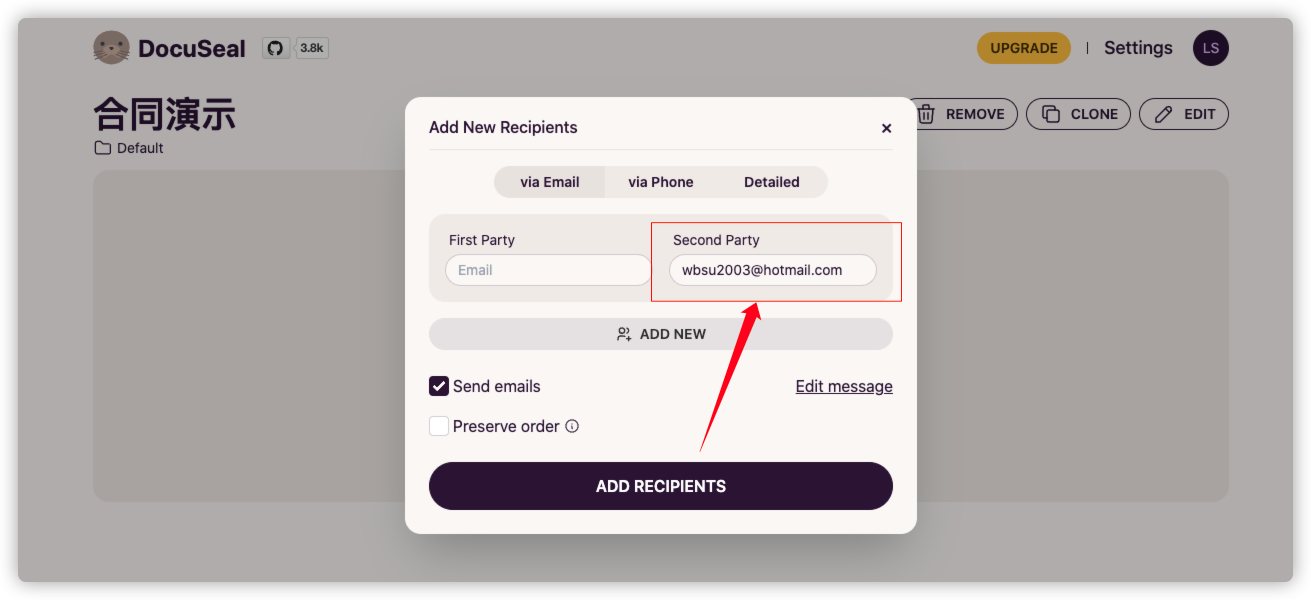 DocuSeal 3.8k
UPGRADE | Settings LS
合同演示
REMOVE CLONE EDIT
Default
Add New Recipients ×
via Email via Phone Detailed
First Party Second Party
Email wbsu2003@hotmail.com
ADD NEW
Send emails Edit message
Preserve order
ADD RECIPIENTS